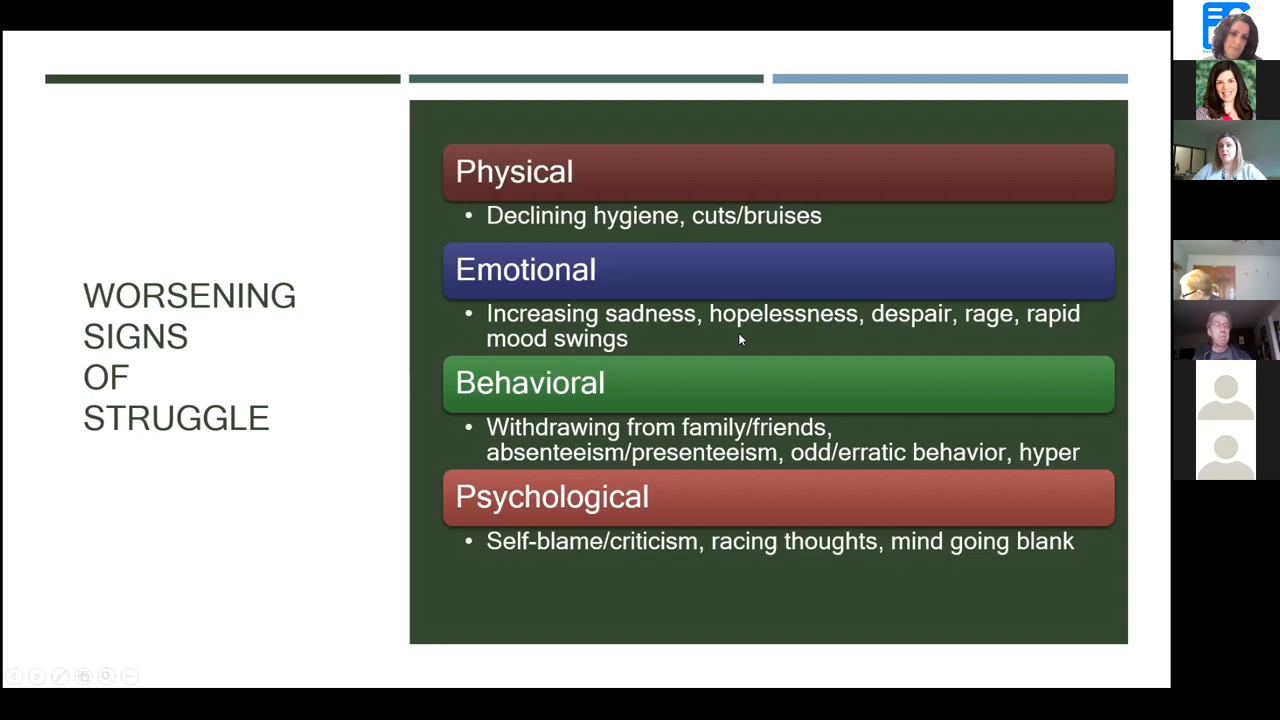 WORSENING
SIGNS
OF
STRUGGLE
Physical
• Declining hygiene, cuts/bruises
Emotional
• Increasing sadness, hopelessness, despair, rage, rapid
mood swings
Behavioral
• Withdrawing from family/friends,
absenteeism/presenteeism, odd/erratic behavior, hyper
Psychological
• Self-blame/criticism, racing thoughts, mind going blank